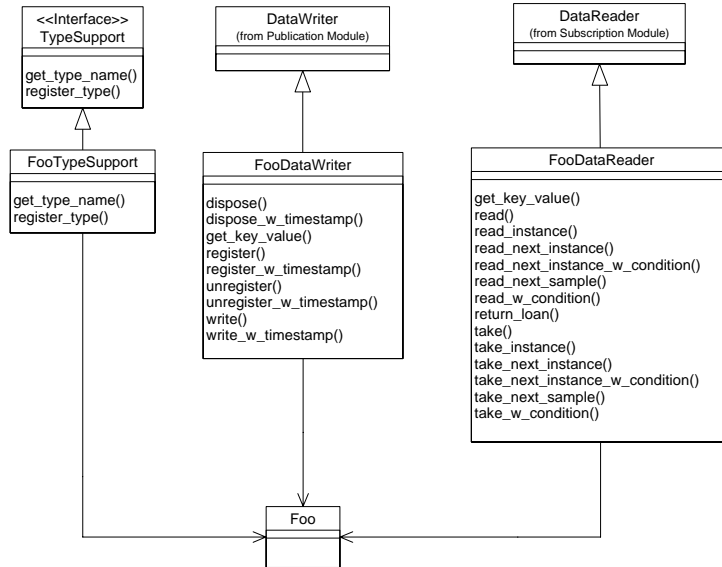 <<Interface>>
TypeSupport
get_type_name()
register_type()
DataWriter
(from Publication Module)
DataReader
(from Subscription Module)
FooTypeSupport
get_type_name()
register_type()
FooDataWriter
dispose()
dispose_w_timestamp()
get_key_value()
register()
register_w_timestamp()
unregister()
unregister_w_timestamp()
write()
write_w_timestamp()
FooDataReader
get_key_value()
read()
read_instance()
read_next_instance()
read_next_instance_w_condition()
read_next_sample()
read_w_condition()
return_loan()
take()
take_instance()
take_next_instance()
take_next_instance_w_condition()
take_next_sample()
take_w_condition()
Foo